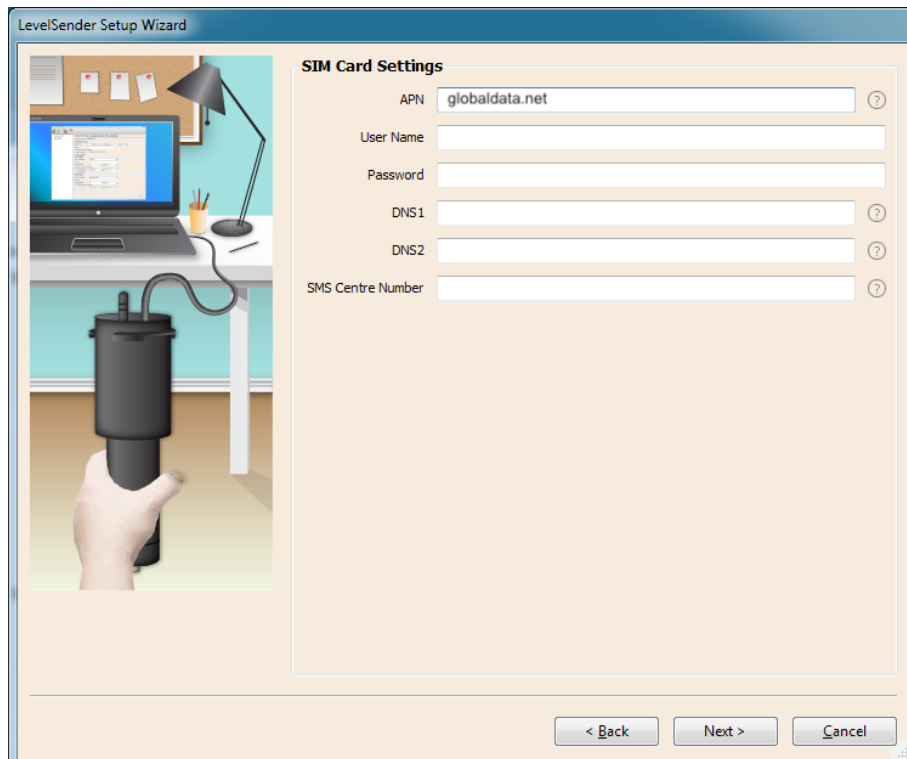 LevelSender Setup Wizard
SIM Card Settings
APN globaldata.net ?
User Name
Password
DNS1 ?
DNS2 ?
SMS Centre Number ?
< Back Next > Cancel